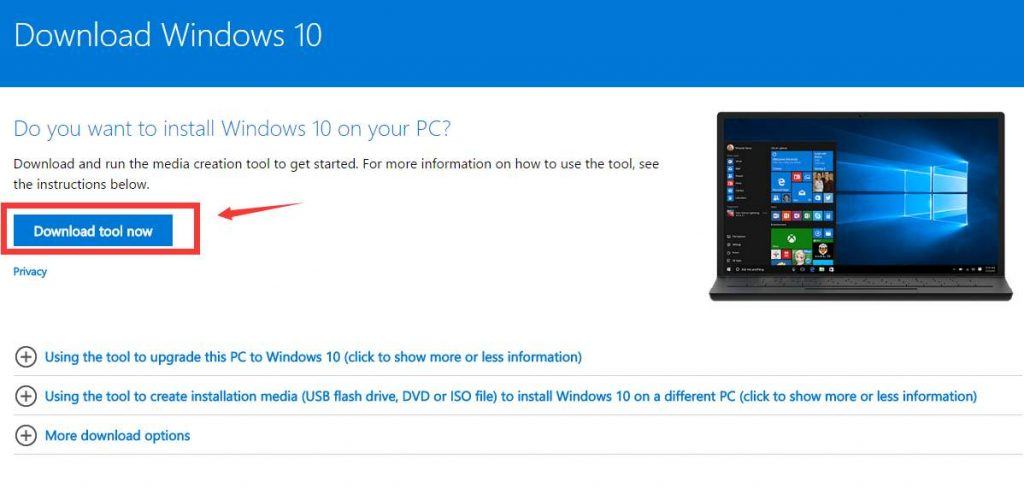 Download Windows 10
Do you want to install Windows 10 on your PC?
Download and run the media creation tool to get started. For more information on how to use the tool, see
the instructions below.
Download tool now
Privacy
Using the tool to upgrade this PC to Windows 10 (click to show more or less information)
Using the tool to create installation media (USB flash drive, DVD or ISO file) to install Windows 10 on a different PC (click to show more or less information)
More download options